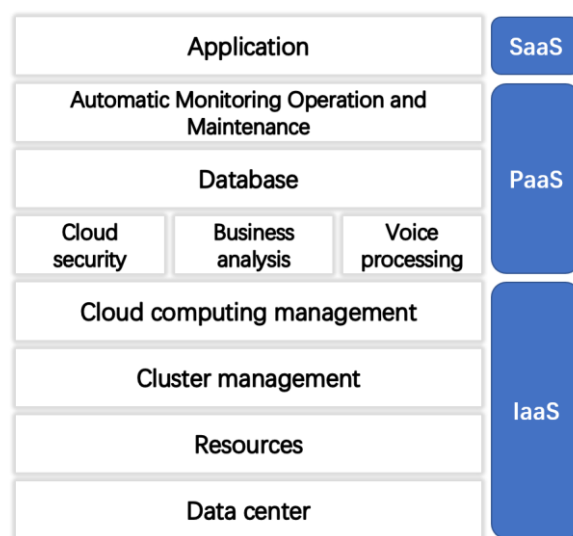 Application
SaaS
Automatic Monitoring Operation and
Maintenance
Database
PaaS
Cloud
security
Business
analysis
Voice
processing
Cloud computing management
Cluster management
IaaS
Resources
Data center